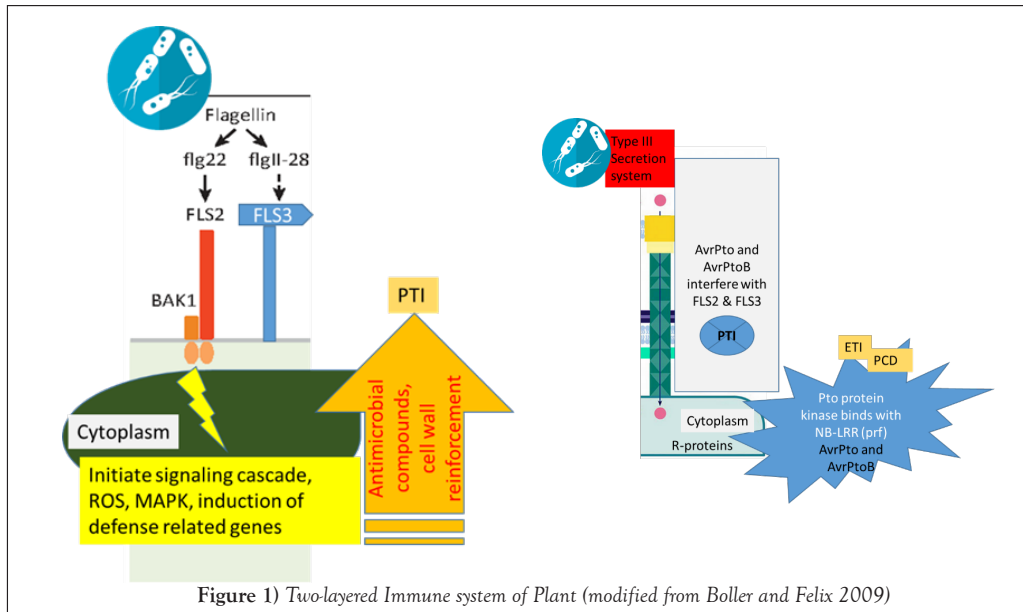 Flagellin
flg22
flgII-28
FLS2
FLS3
BAK1
Cytoplasm
Initiate signaling cascade,
ROS, MAPK, induction of
defense related genes
PTI
Antimicrobial
compounds,
cell wall
reinforcement
Type III
Secretion
system
AvrPto and
AvrPtoB
interfere with
FLS2 & FLS3
PTI
Cytoplasm
R-proteins
ETI
PCD
Pto protein
kinase binds with
NB-LRR (prf)
AvrPto and
AvrPtoB
Figure 1) Two-layered Immune system of Plant (modified from Boller and Felix 2009)